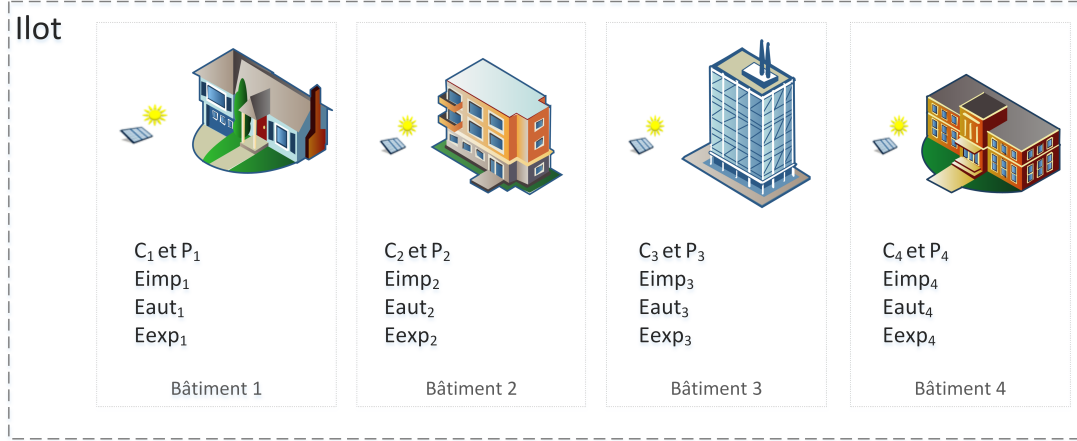 Ilot
C1 et P1
Eimp1
Eaut1
Eexp1
Bâtiment 1
C2 et P2
Eimp2
Eaut2
Eexp2
Bâtiment 2
C3 et P3
Eimp3
Eaut3
Eexp3
Bâtiment 3
C4 et P4
Eimp4
Eaut4
Eexp4
Bâtiment 4